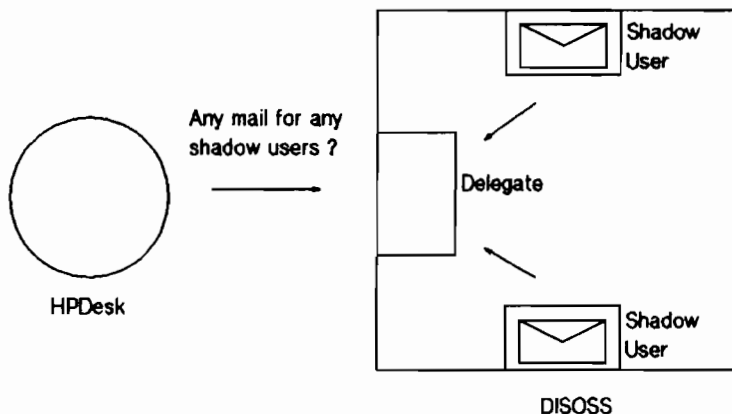 Shadow
User
Any mail for any
shadow users ?
Delegate
HPDesk
Shadow
User
DISOSS